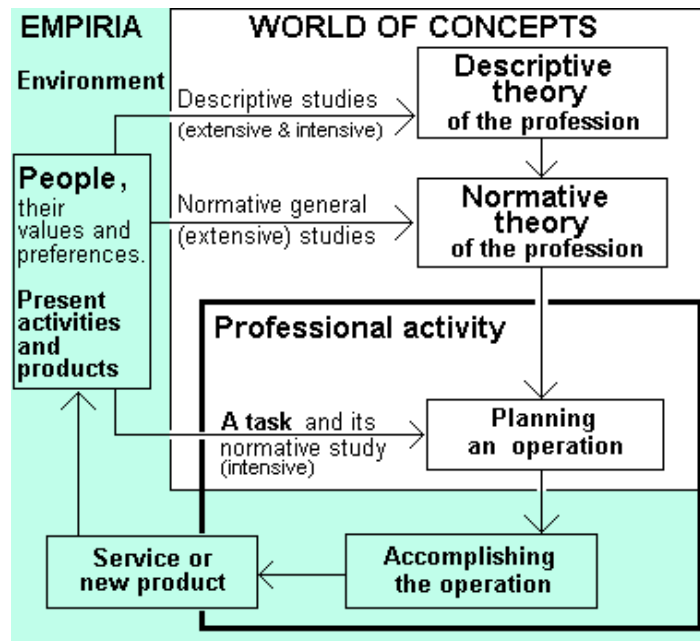 EMPIRIA
WORLD OF CONCEPTS
Environment
Descriptive studies
(extensive & intensive)
Descriptive
theory
of the profession
People,
their
values and
preferences.
Present
activities
and
products
Normative general
(extensive) studies
Normative
theory
of the profession
Professional activity
A task and its
normative study
(intensive)
Planning
an operation
Service or
new product
Accomplishing
the operation